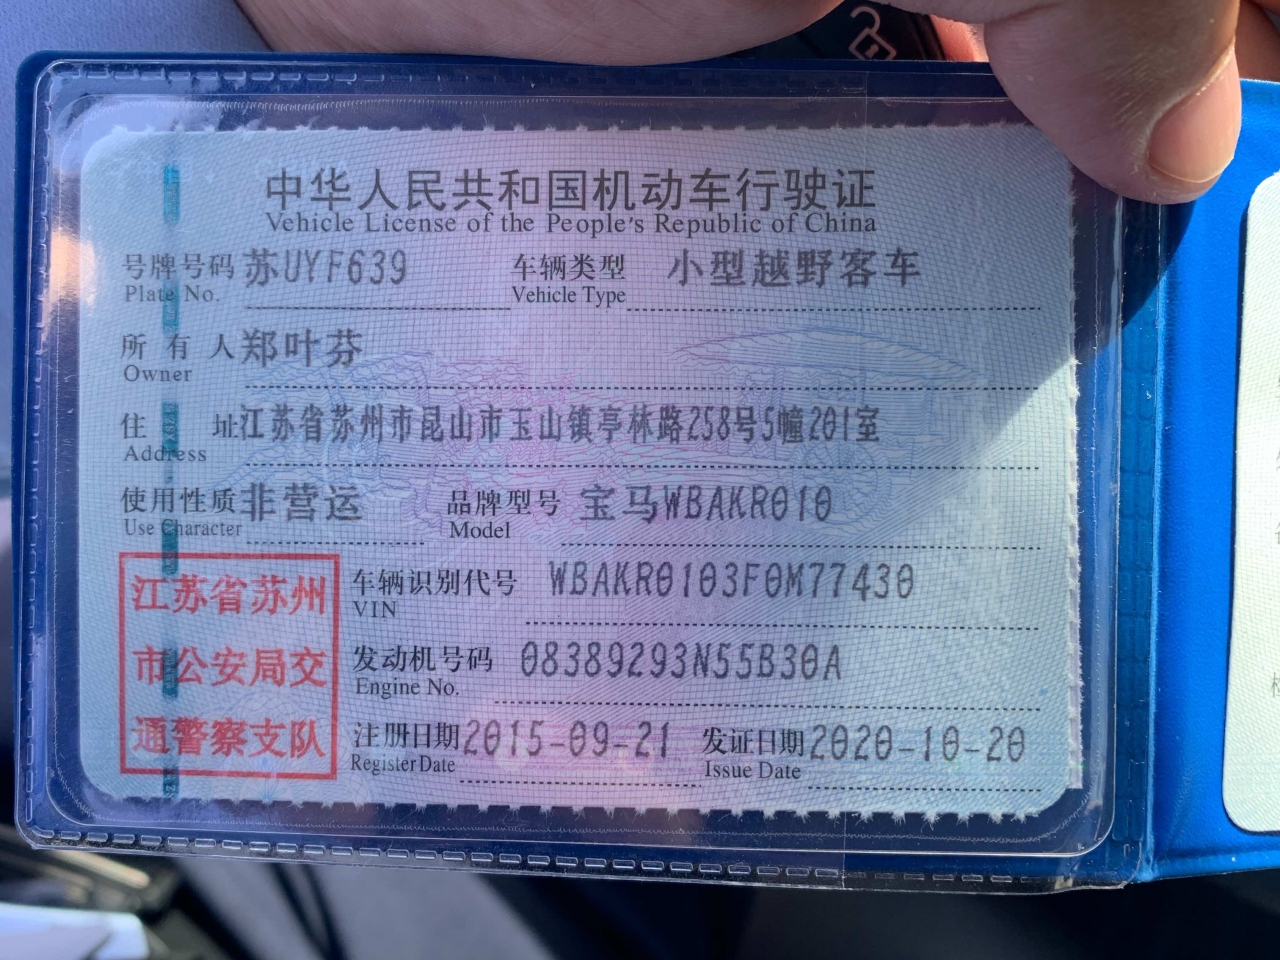 中华人民共和国机动车行驶证
Vehicle License of the People's Republic of China
号牌号码 苏UYF639 车辆类型 小型越野客车
Plate No. Vehicle Type
所有人 郑叶芬
Owner
住址 江苏省苏州市昆山市玉山镇亭林路258号5幢201室
Address
使用性质 非营运 品牌型号 宝马WBAKR010
Use Character Model
江苏省苏州
市公安局交
通警察支队
车辆识别代号 WBAKR0103F0M77430
VIN
发动机号码 08389293N55B30A
Engine No.
注册日期 2015-09-21 发证日期 2020-10-20
Register Date Issue Date